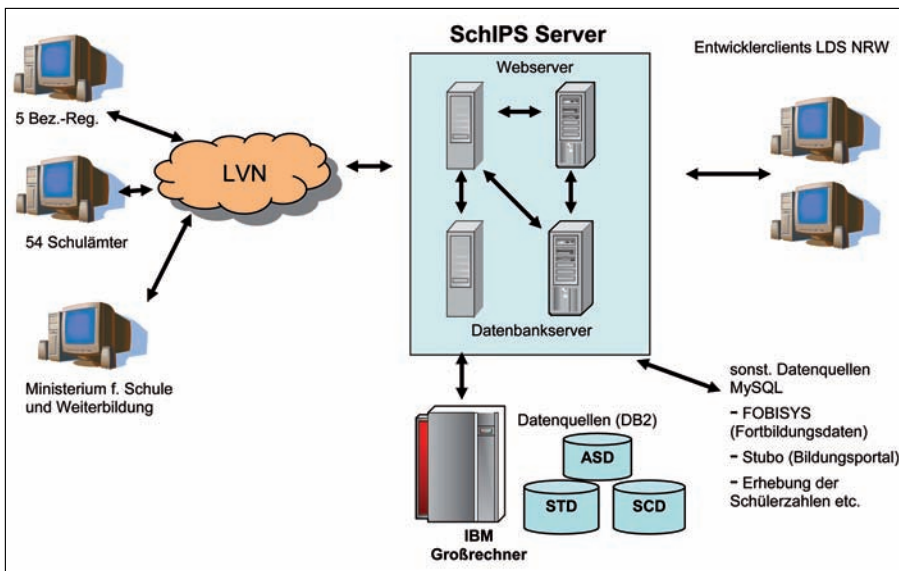 SchIPS Server
Webserver
Entwicklerclients LDS NRW
5 Bez.-Reg.
LVN
54 Schulämter
Datenbankserver
Ministerium f. Schule
und Weiterbildung
sonst. Datenquellen
MySQL
- FOBISYS
(Fortbildungsdaten)
- Stubo (Bildungsportal)
- Erhebung der
Schülerzahlen etc.
Datenquellen (DB2)
ASD
STD
SCD
IBM
Großrechner